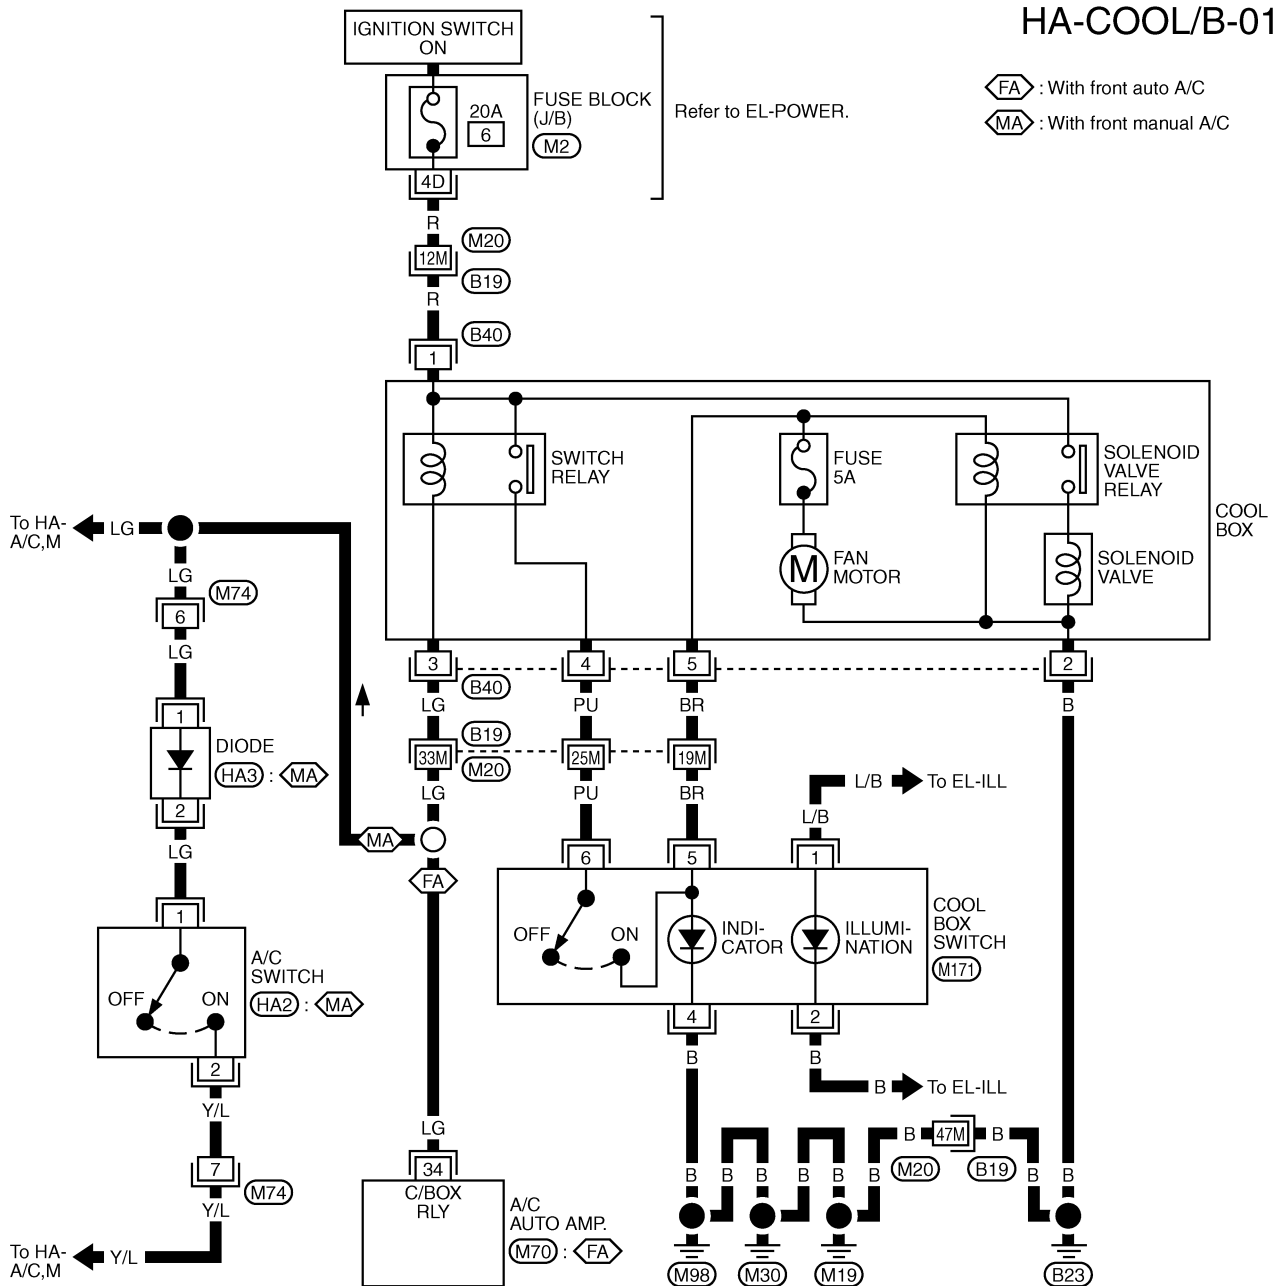 HA-COOL/B-01
IGNITION SWITCH
ON
FA : With front auto A/C
MA : With front manual A/C
20A
6
FUSE BLOCK
(J/B)
M2
Refer to EL-POWER.
4D
R
M20
12M
B19
R
B40
1
SWITCH
RELAY
FUSE
5A
SOLENOID
VALVE
RELAY
COOL
BOX
FAN
MOTOR
M
SOLENOID
VALVE
To HA-
A/C,M
LG
LG
M74
6
LG
1
DIODE
HA3 : MA
2
LG
1
A/C
SWITCH
HA2 : MA
OFF
ON
2
Y/L
7
M74
Y/L
To HA-
A/C,M
Y/L
3
4
5
2
B40
LG
PU
BR
B
B19
33M
25M
19M
M20
LG
PU
BR
MA
FA
L/B
To EL-ILL
L/B
6
5
1
OFF
ON
INDI-
CATOR
ILLUMI-
NATION
COOL
BOX
SWITCH
M171
4
2
B
B
B
To EL-ILL
LG
34
C/BOX
RLY
A/C
AUTO AMP.
M70 : FA
B
47M
B
M20
B19
B
B
B
B
B
B
B
B
M98
M30
M19
B23